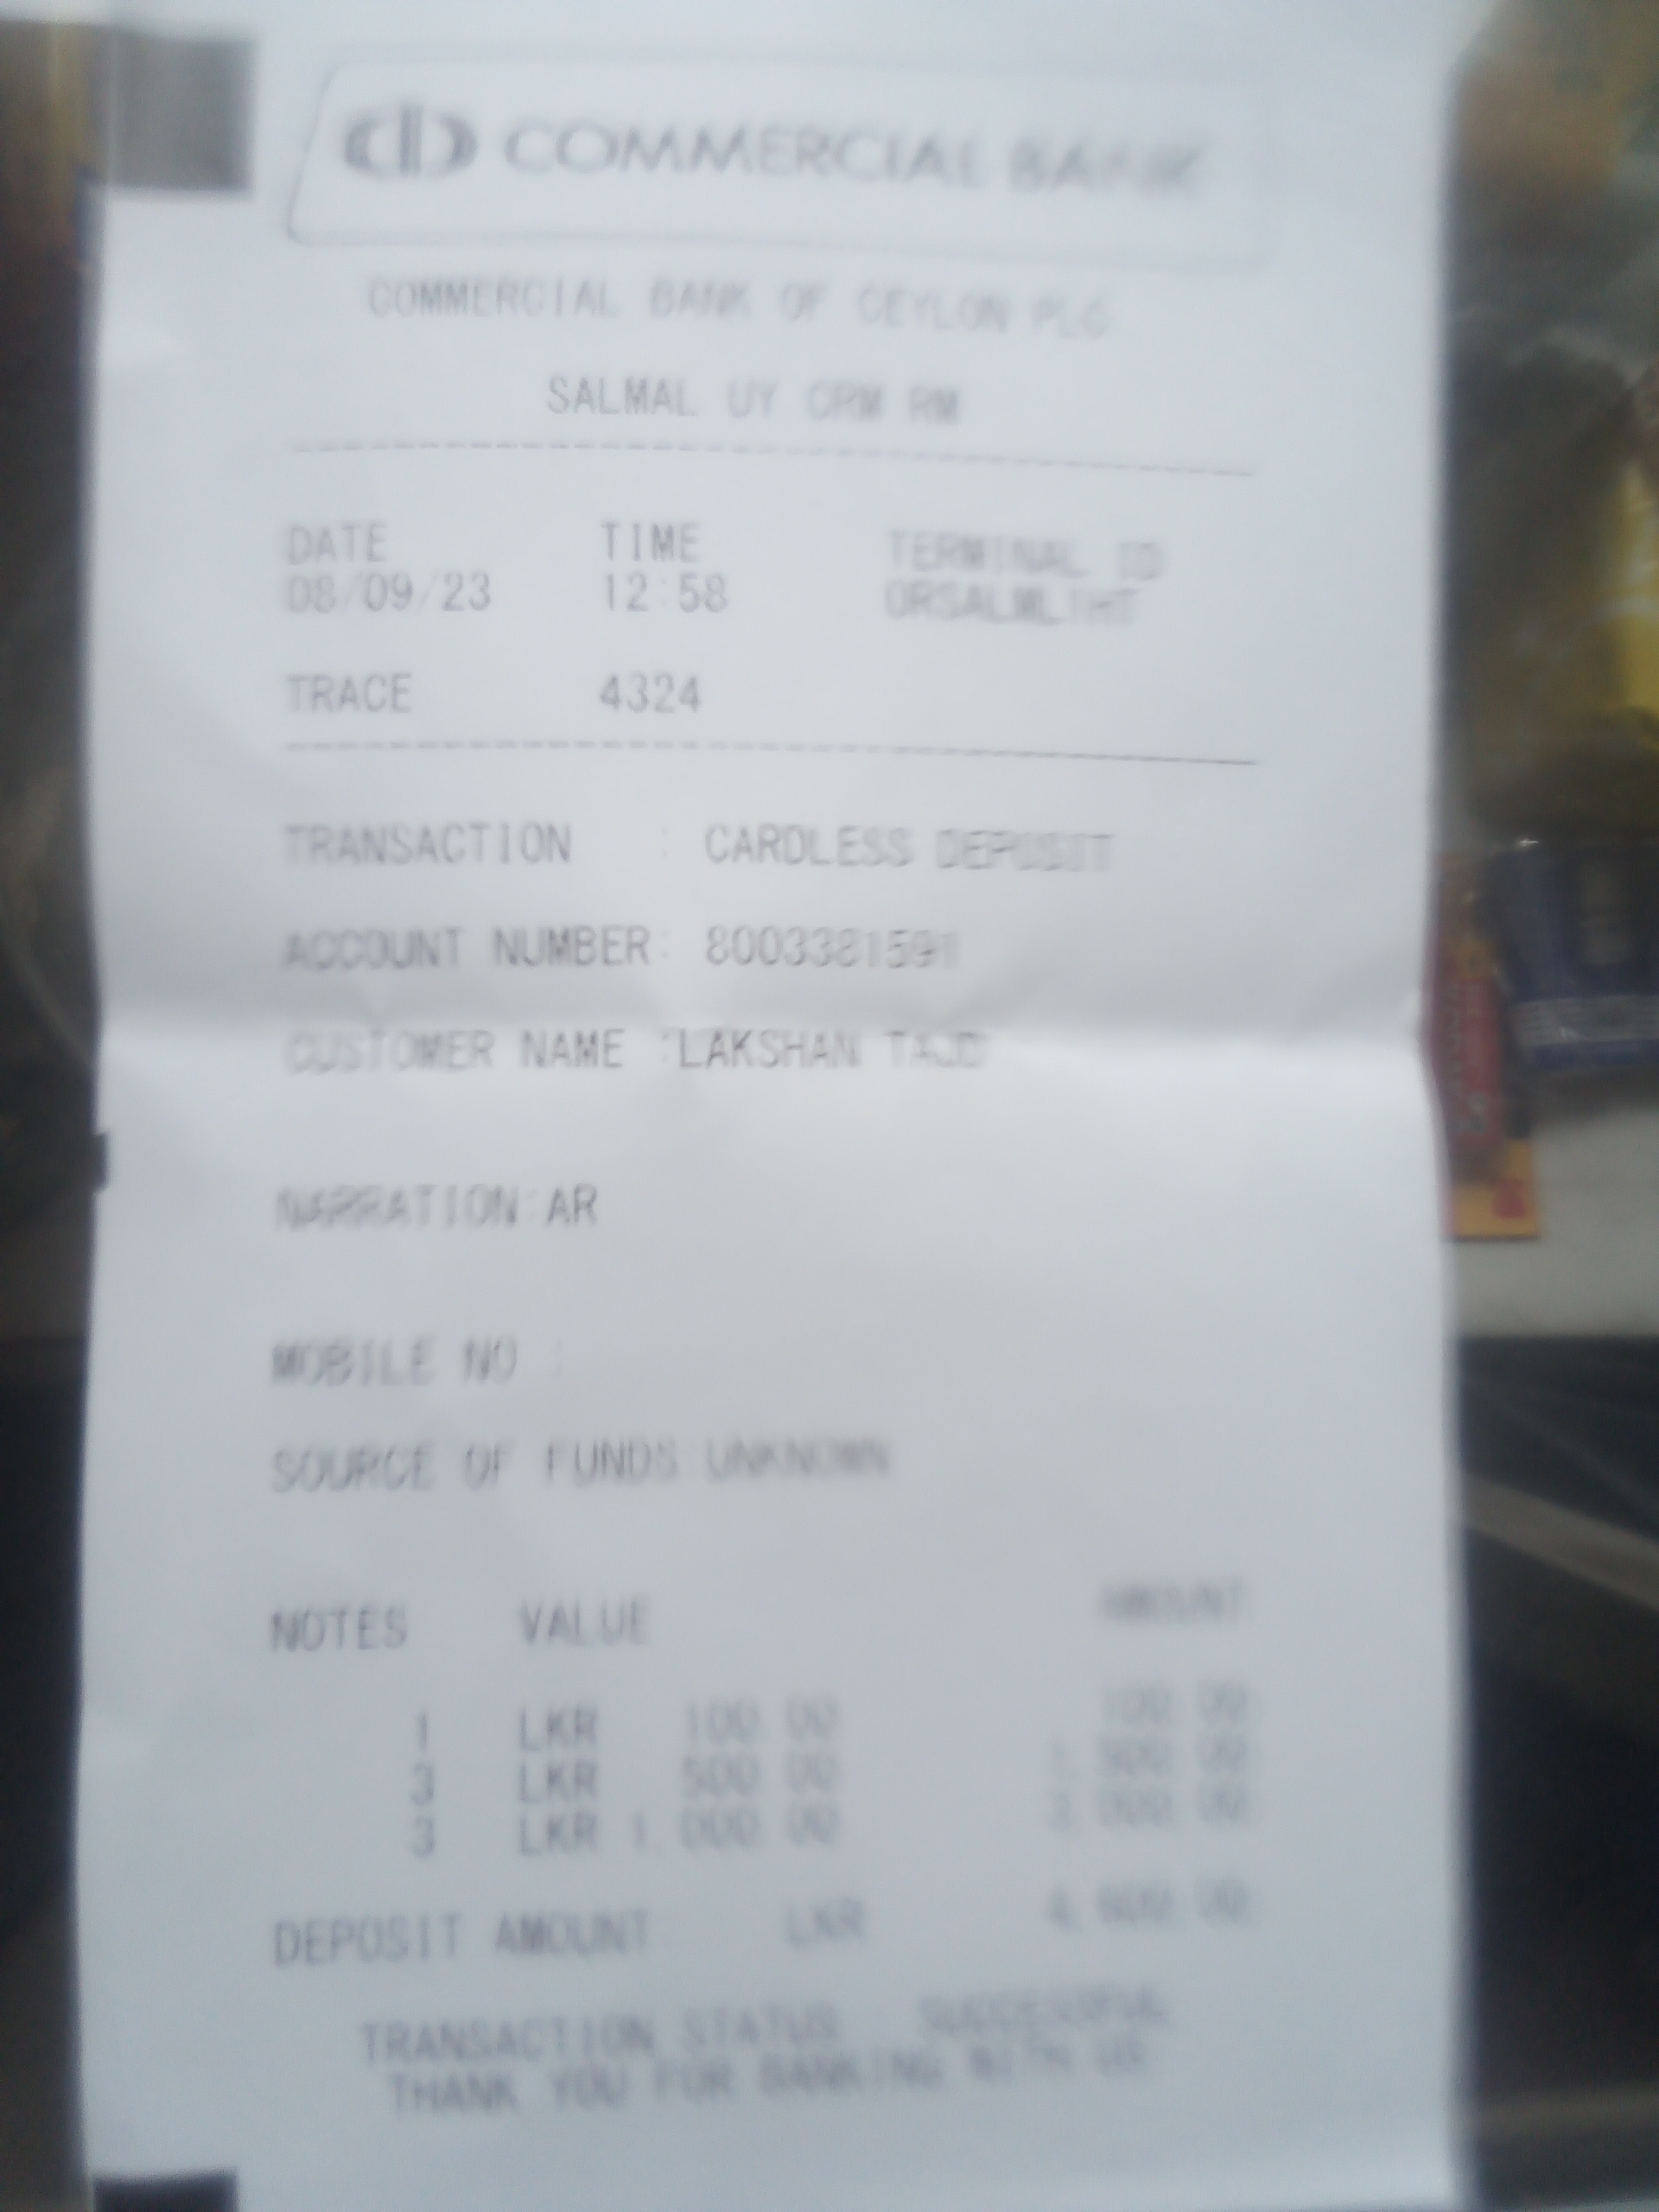 COMMERCIAL BANK
COMMERCIAL BANK OF CEYLON PLC
SALMAL UY CRM RM
DATE TIME TERMINAL ID
08/09/23 12:58
TRACE 4324
TRANSACTION : CARDLESS DEPOSIT
ACCOUNT NUMBER: 8003381591
CUSTOMER NAME :LAKSHAN TAJD
NARRATION:AR
MOBILE NO :
SOURCE OF FUNDS:UNKNOWN
NOTES VALUE AMOUNT
1 LKR 100.00 100.00
3 LKR 500.00 1,500.00
3 LKR 1,000.00 3,000.00
DEPOSIT AMOUNT LKR 4,600.00
TRANSACTION STATUS : SUCCESSFUL
THANK YOU FOR BANKING WITH US